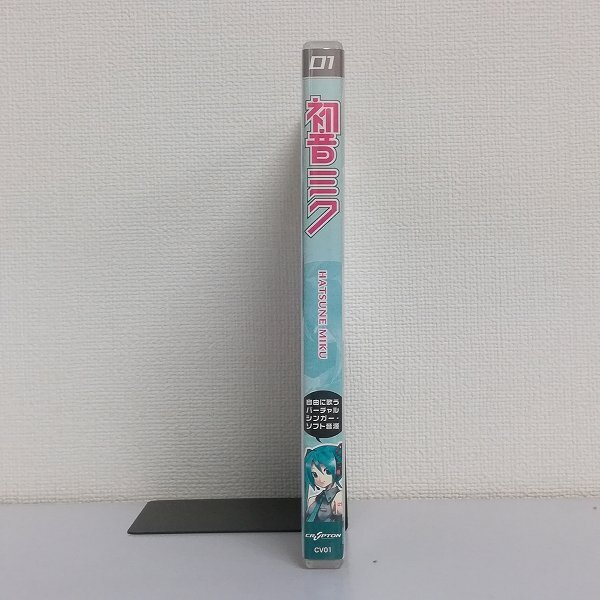 01
初音ミク
HATSUNE MIKU
自由に歌う
バーチャル
シンガー・
ソフト音源
CRYPTON
CV01